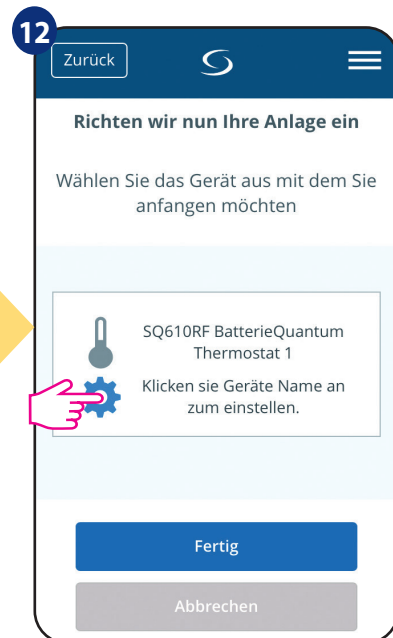 12
Zurück
Richten wir nun Ihre Anlage ein
Wählen Sie das Gerät aus mit dem Sie
anfangen möchten
SQ610RF BatterieQuantum
Thermostat 1
Klicken sie Geräte Name an
zum einstellen.
Fertig
Abbrechen